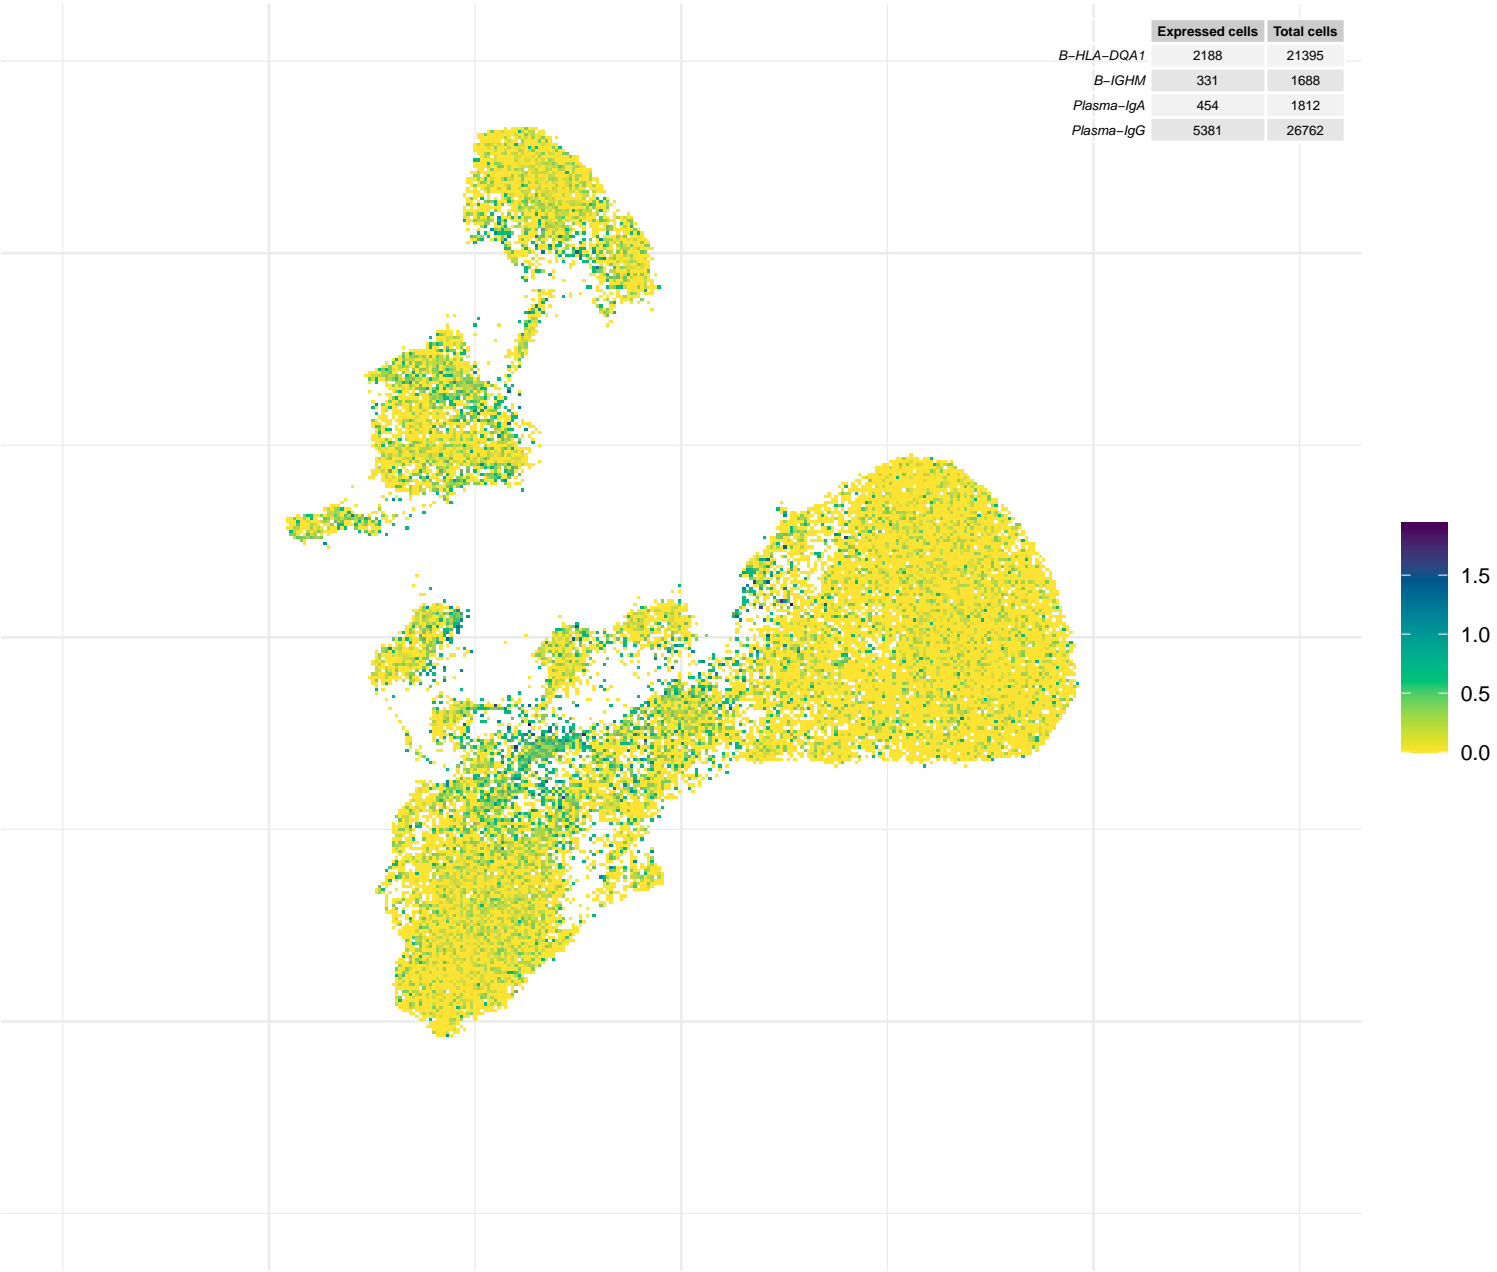 Expressed cells Total cells
B−HLA−DQA1 2188 21395
B−IGHM 331 1688
Plasma−IgA 454 1812
Plasma−IgG 5381 26762
1.5
1.0
0.5
0.0